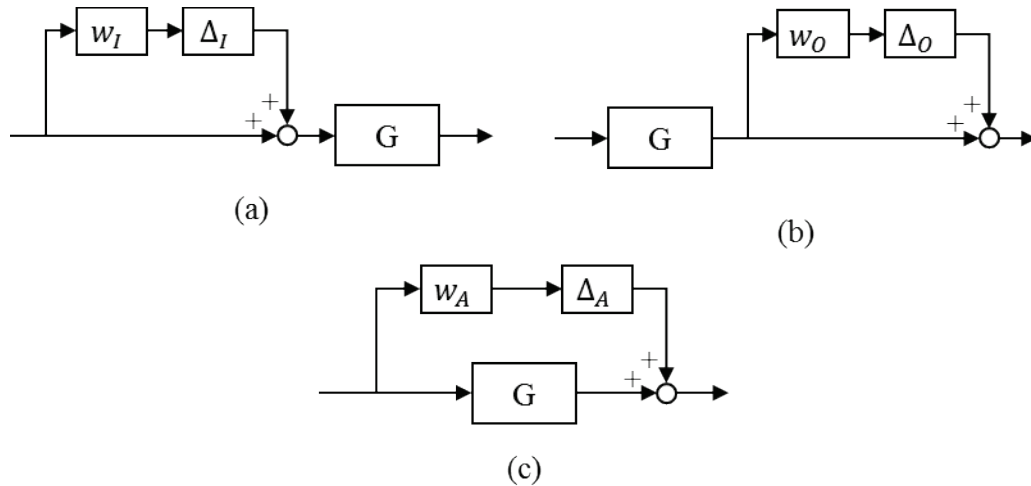 w_I Δ_I w_O Δ_O
+ + + +
G G
(a)
(b)
w_A Δ_A
+ +
G
(c)